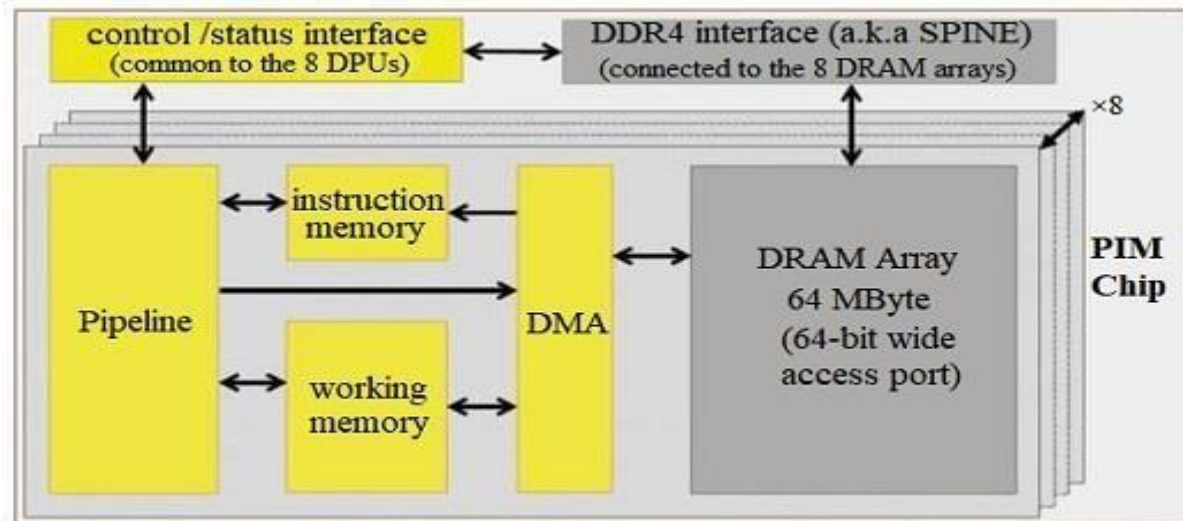 control /status interface
(common to the 8 DPUs)
DDR4 interface (a.k.a SPINE)
(connected to the 8 DRAM arrays)
×8
Pipeline
instruction
memory
working
memory
DMA
DRAM Array
64 MByte
(64-bit wide
access port)
PIM
Chip